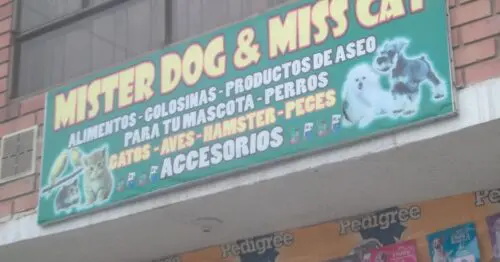 MISTER DOG & MISS CAT
ALIMENTOS - GOLOSINAS - PRODUCTOS DE ASEO
PARA TU MASCOTA - PERROS
GATOS - AVES - HAMSTER - PECES
ACCESORIOS
Pedigree
Pedigree
Pedigree